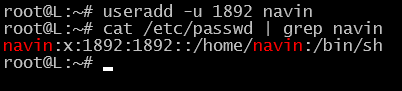 root@L:~# useradd -u 1892 navin
root@L:~# cat /etc/passwd | grep navin
navin:x:1892:1892::/home/navin:/bin/sh
root@L:~#